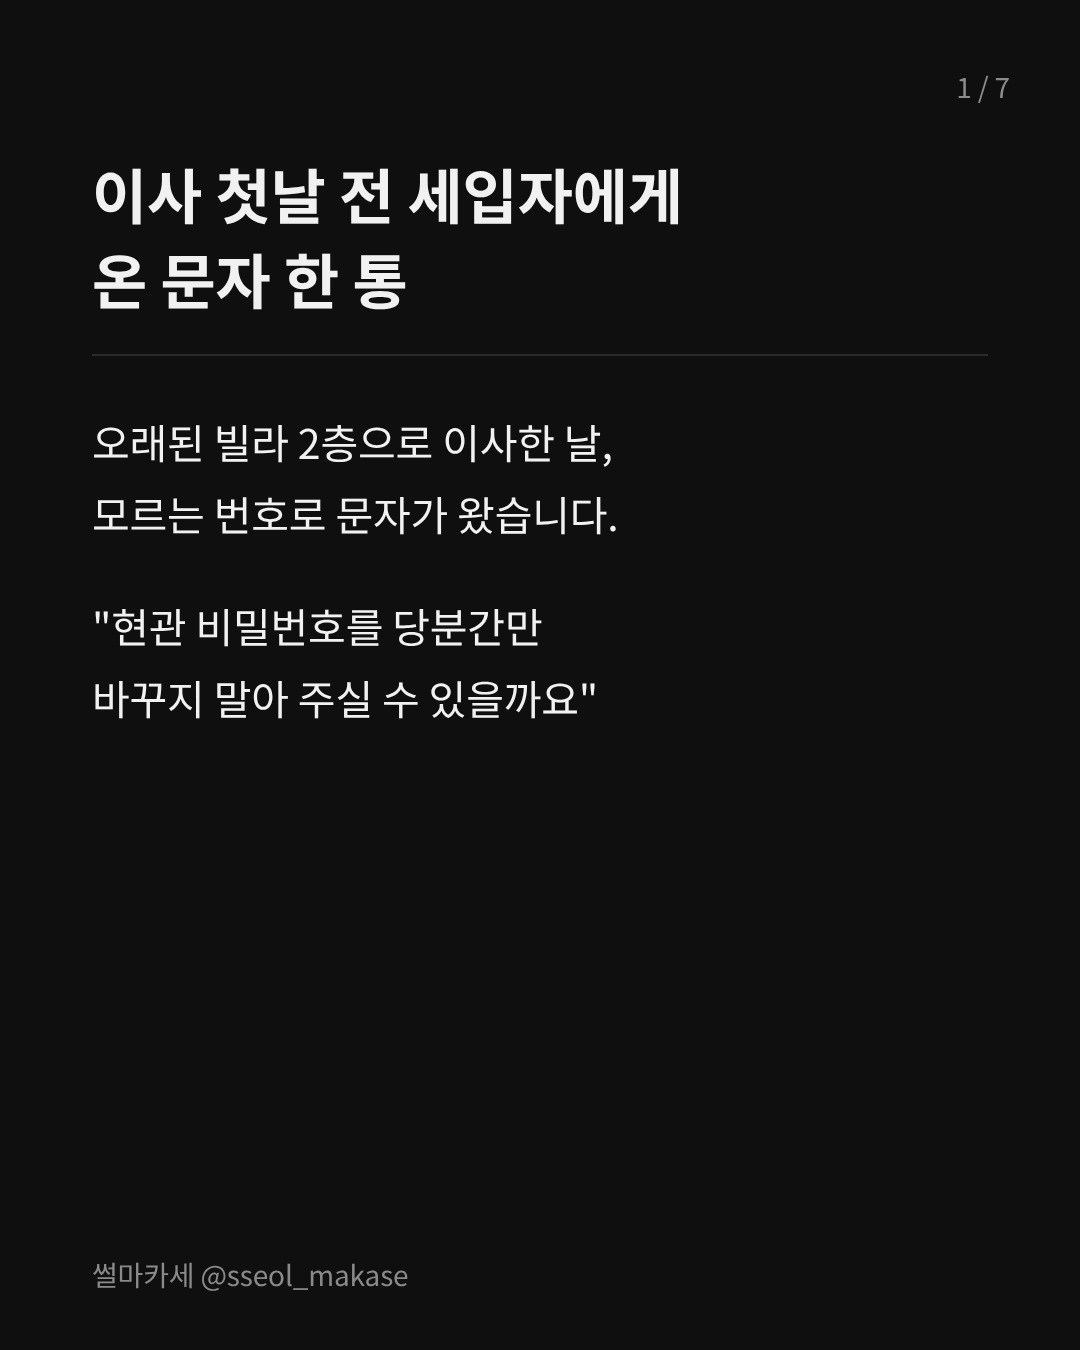 1 / 7
이사 첫날 전 세입자에게
온 문자 한 통
오래된 빌라 2층으로 이사한 날,
모르는 번호로 문자가 왔습니다.
"현관 비밀번호를 당분간만
바꾸지 말아 주실 수 있을까요"
썰마카세 @sseol_makase